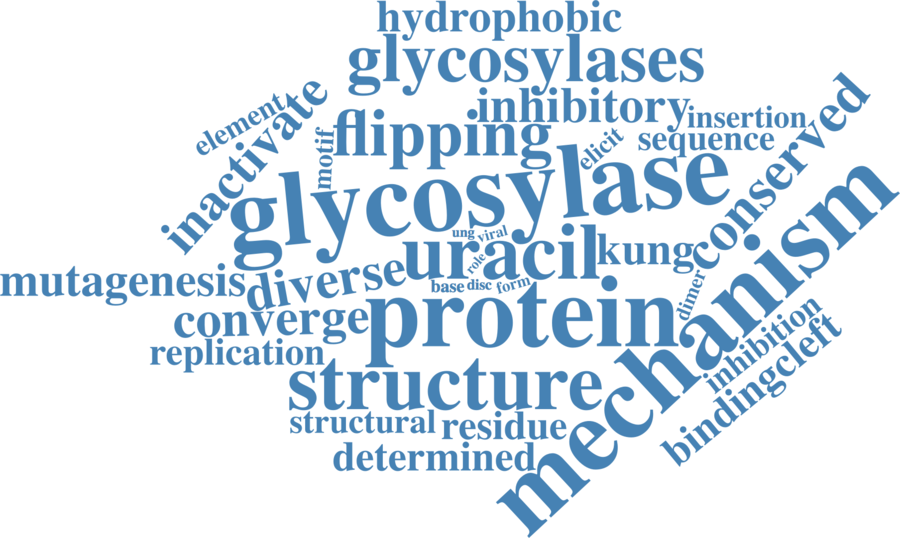 hydrophobic
glycosylases
inhibitory
insertion
element
inactivate
motif
flipping
elicit
sequence
conserved
glycosylase
ung
viral
uracil
role
kung
mechanism
mutagenesis
diverse
base
disc
form
dimer
converge
protein
replication
inhibition
bindingcleft
structure
structural
residue
determined